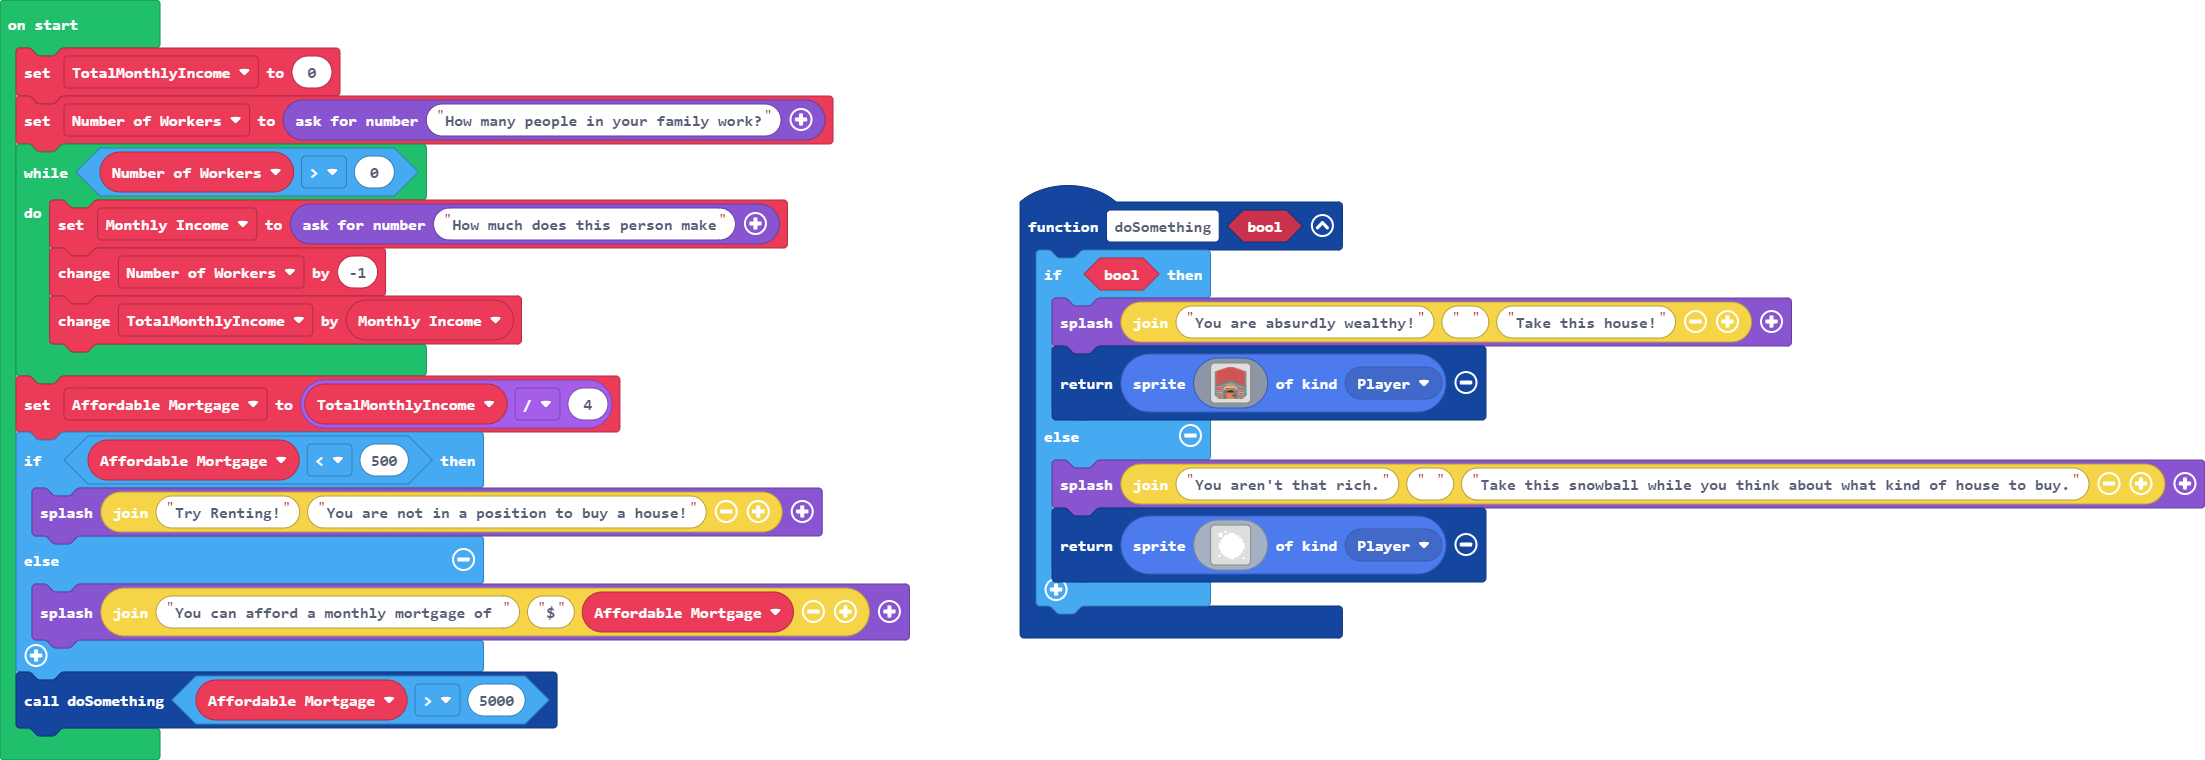 on start
set TotalMonthlyIncome to 0
set Number of Workers to ask for number "How many people in your family work?"
while Number of Workers > 0
do set Monthly Income to ask for number "How much does this person make"
change Number of Workers by -1
change TotalMonthlyIncome by Monthly Income
set Affordable Mortgage to TotalMonthlyIncome / 4
if Affordable Mortgage < 500 then
splash join "Try Renting!" "You are not in a position to buy a house!"
else
splash join "You can afford a monthly mortgage of " "$" Affordable Mortgage
call doSomething Affordable Mortgage > 5000
function doSomething bool
if bool then
splash join "You are absurdly wealthy!" " " "Take this house!"
return sprite of kind Player
else
splash join "You aren't that rich." " " "Take this snowball while you think about what kind of house to buy."
return sprite of kind Player